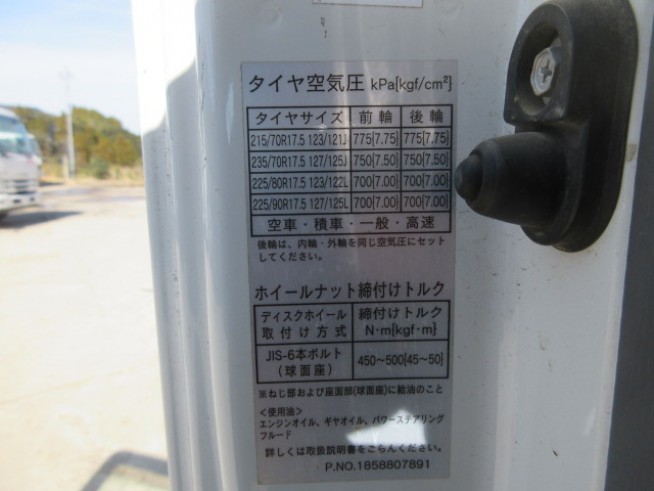 タイヤ空気圧 kPa{kgf/cm²}
タイヤサイズ 前輪 後輪
215/70R17.5 123/121J 775{7.75} 775{7.75}
235/70R17.5 127/125J 750{7.50} 750{7.50}
225/80R17.5 123/122L 700{7.00} 700{7.00}
225/90R17.5 127/125L 700{7.00} 700{7.00}
空車・積車・一般・高速
後輪は、内輪・外輪を同じ空気圧にセット
してください。
ホイールナット締付けトルク
ディスクホイール 締付けトルク
取付け方式 N·m{kgf·m}
JIS-6本ボルト 450～500{45～50}
(球面座)
※ねじ部および座面部(球面座)に給油のこと
<使用油>
エンジンオイル、ギヤオイル、パワーステアリング
フルード
詳しくは取扱説明書をごらんください。
P.NO.1858807891